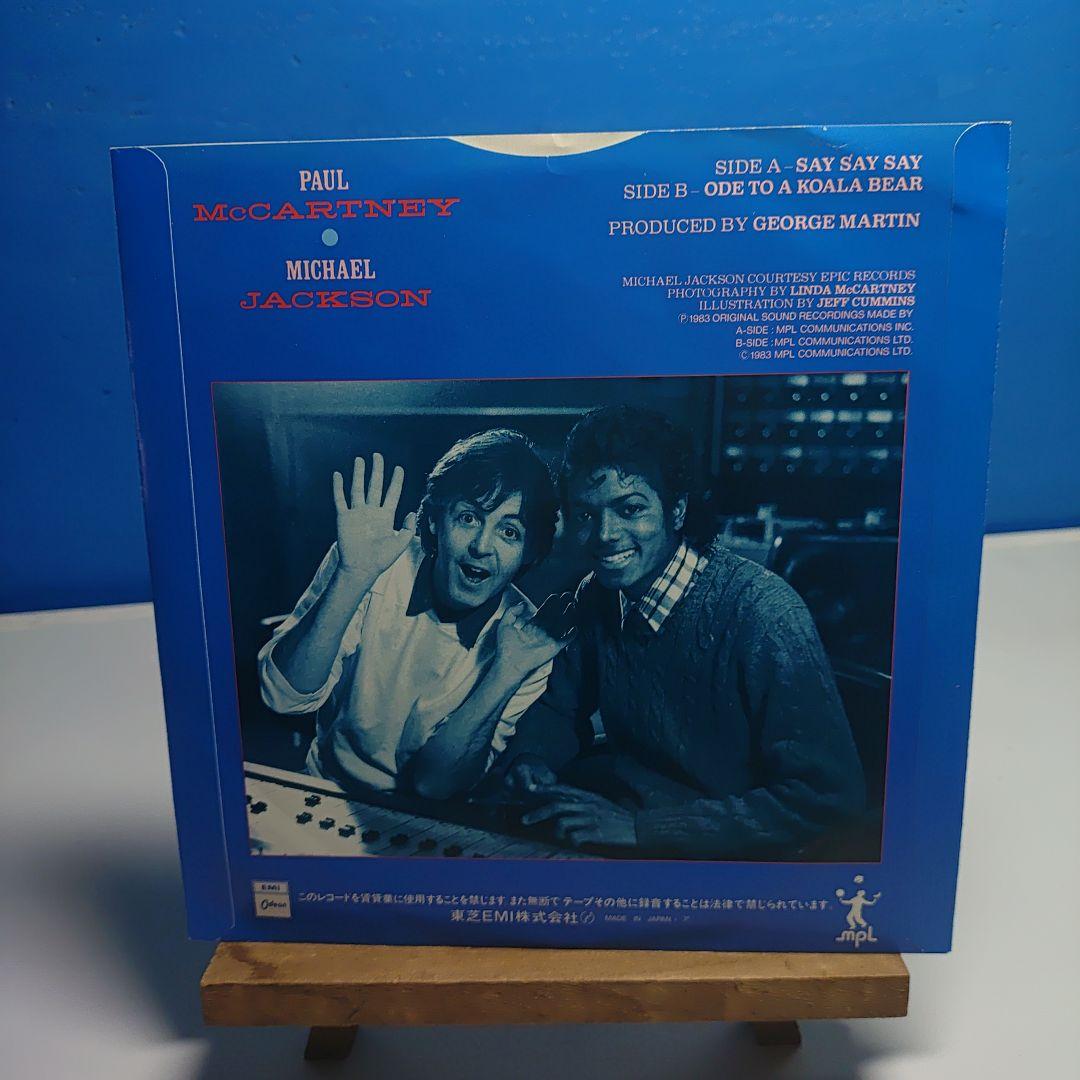 PAUL
McCARTNEY
MICHAEL
JACKSON
SIDE A – SAY SAY SAY
SIDE B – ODE TO A KOALA BEAR
PRODUCED BY GEORGE MARTIN
MICHAEL JACKSON COURTESY EPIC RECORDS
PHOTOGRAPHY BY LINDA McCARTNEY
ILLUSTRATION BY JEFF CUMMINS
Ⓟ1983 ORIGINAL SOUND RECORDINGS MADE BY
A-SIDE : MPL COMMUNICATIONS INC.
B-SIDE : MPL COMMUNICATIONS LTD.
Ⓒ1983 MPL COMMUNICATIONS LTD.
EMI
Odeon
このレコードを賃貸業に使用することを禁じます。また無断でテープその他に録音することは法律で禁じられています。
東芝EMI株式会社 MADE IN JAPAN・ア
mpL